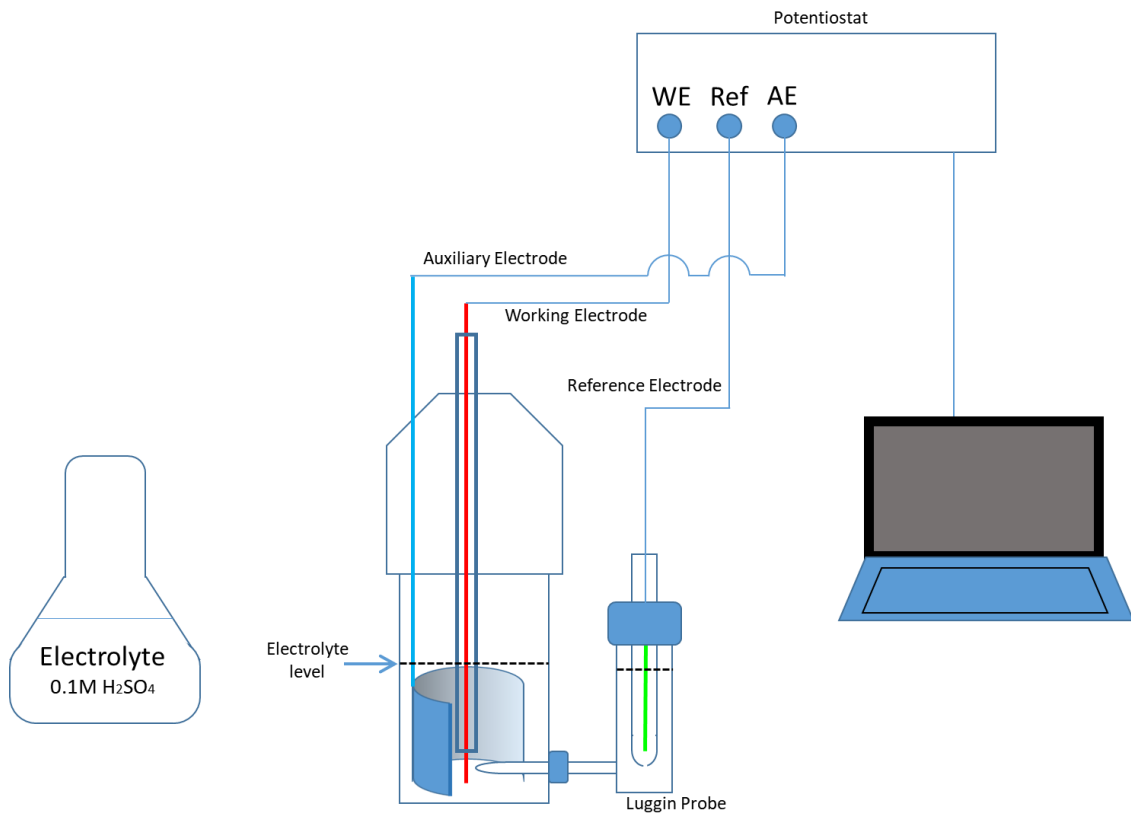 Potentiostat
WE Ref AE
Auxiliary Electrode
Working Electrode
Reference Electrode
Electrolyte
level
Electrolyte
0.1M H₂SO₄
Luggin Probe